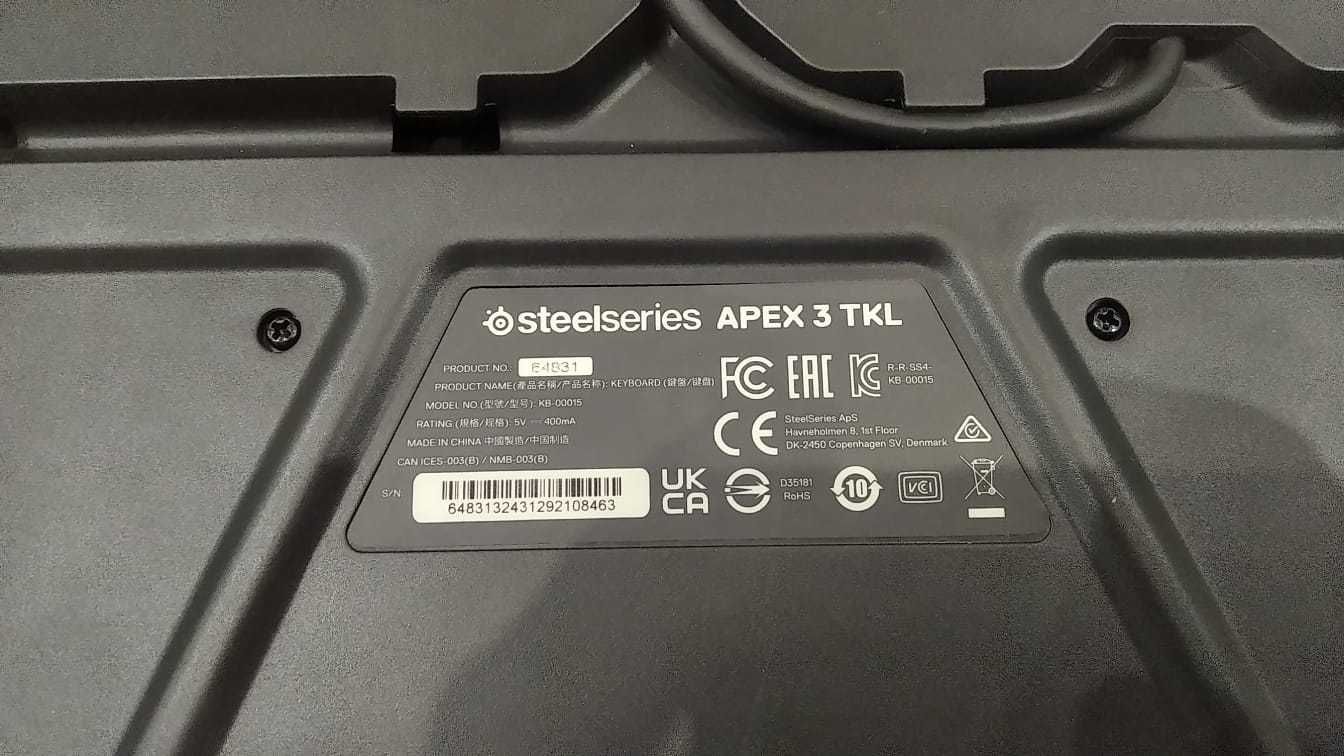 steelseries APEX 3 TKL
PRODUCT NO.: 64831
PRODUCT NAME(產品名稱/产品名称): KEYBOARD (鍵盤/键盘)
MODEL NO.(型號/型号): KB-00015
RATING (規格/规格): 5V ⎓ 400mA
MADE IN CHINA 中國製造/中国制造
CAN ICES-003(B) / NMB-003(B)
S/N
6483132431292108463
FC EAC
R-R-SS4-
KB-00015
CE
SteelSeries ApS
Havneholmen 8, 1st Floor
DK-2450 Copenhagen SV, Denmark
UK
CA
D35181
RoHS
10
VCI